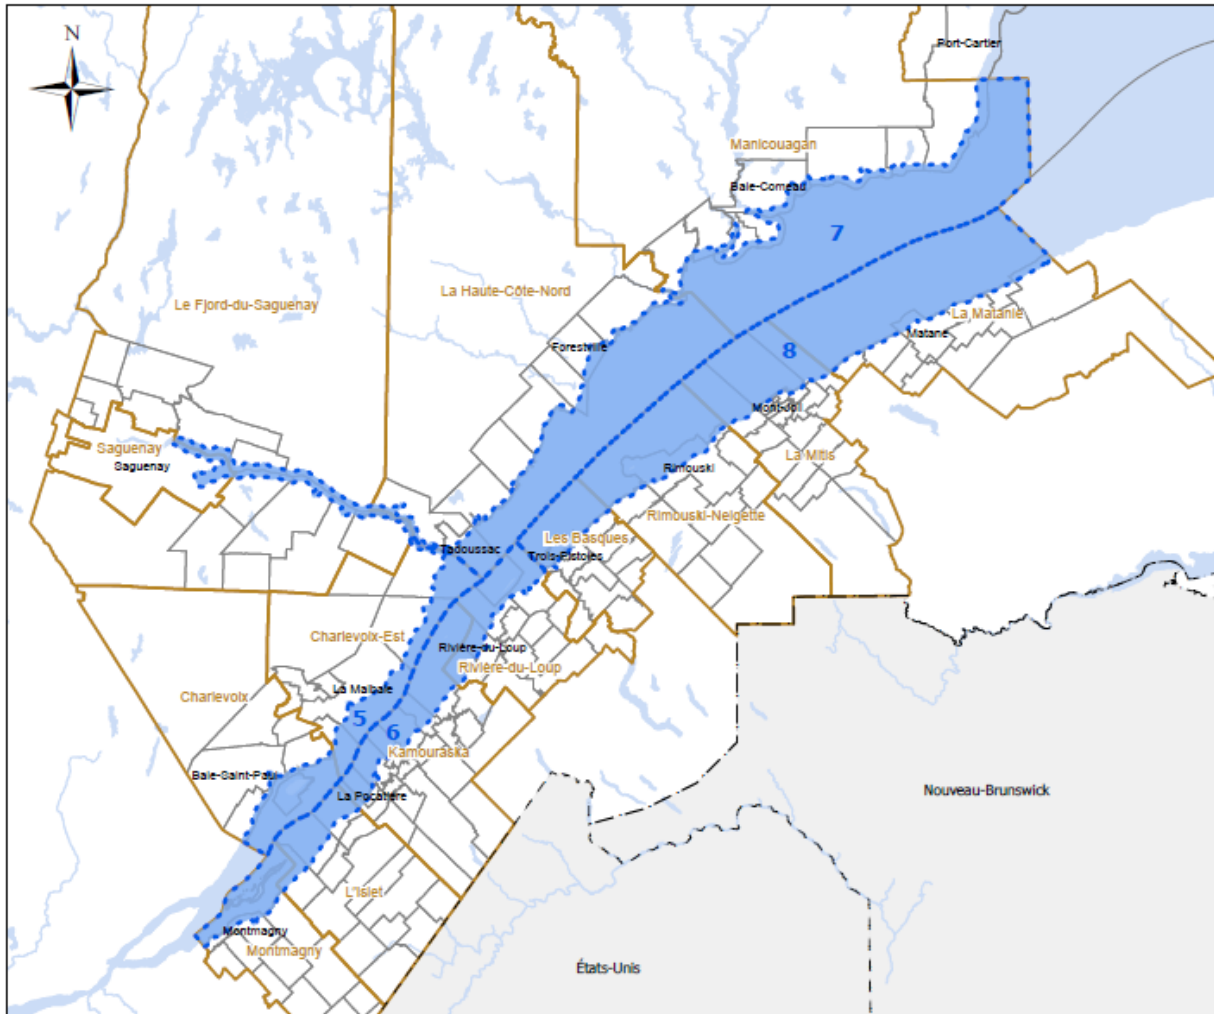 N
Port-Cartier
Manicouagan
Baie-Comeau
7
La Haute-Côte-Nord
Le Fjord-du-Saguenay
La Matanie
Matane
Forestville
8
Mont-Joli
Saguenay
Saguenay
La Mitis
Rimouski
Rimouski-Neigette
Les Basques
Tadoussac
Trois-Pistoles
Charlevoix-Est
Rivière-du-Loup
Rivière-du-Loup
La Malbaie
Charlevoix
5
6
Kamouraska
Baie-Saint-Paul
La Pocatière
Nouveau-Brunswick
L'Islet
Montmagny
Montmagny
États-Unis